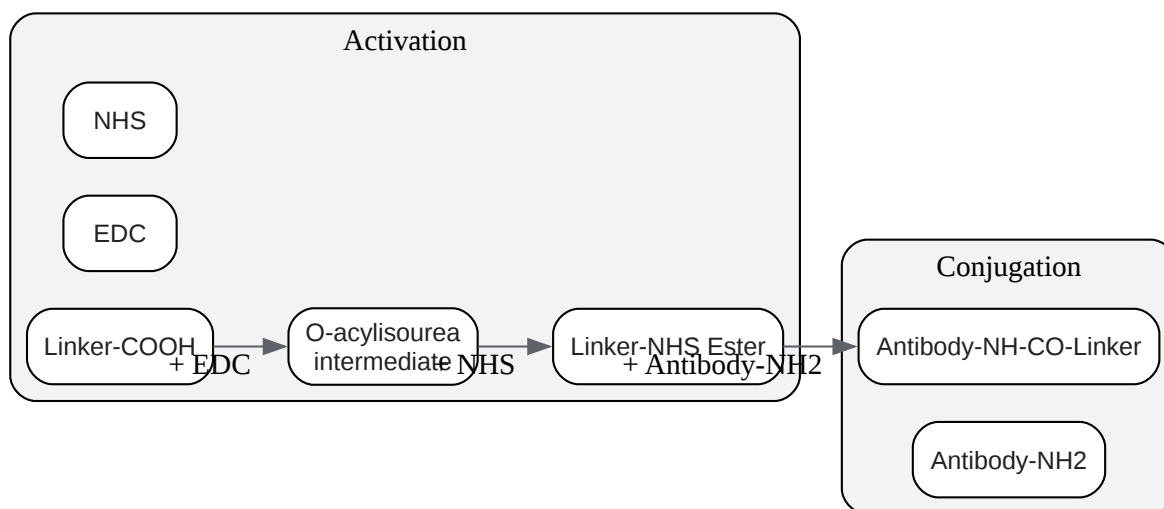 Activation
NHS
EDC
Linker-COOH
+ EDC
O-acylisourea
intermediate
+ NHS
Linker-NHS Ester
+ Antibody-NH2
Conjugation
Antibody-NH-CO-Linker
Antibody-NH2